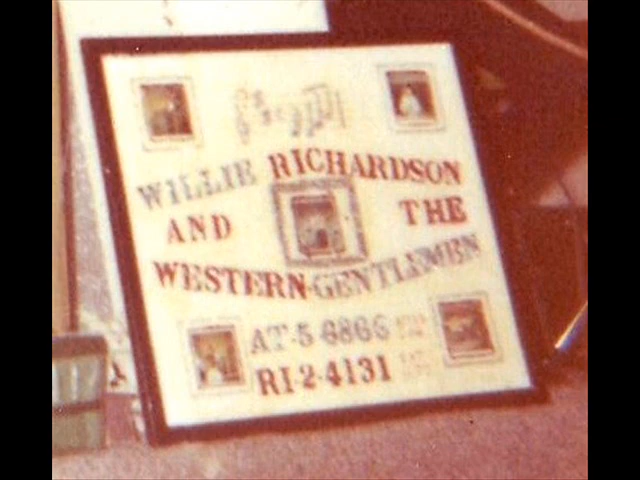 WILLIE RICHARDSON
AND THE
WESTERN-GENTLEMEN
AT-5-6866
RI-2-4131